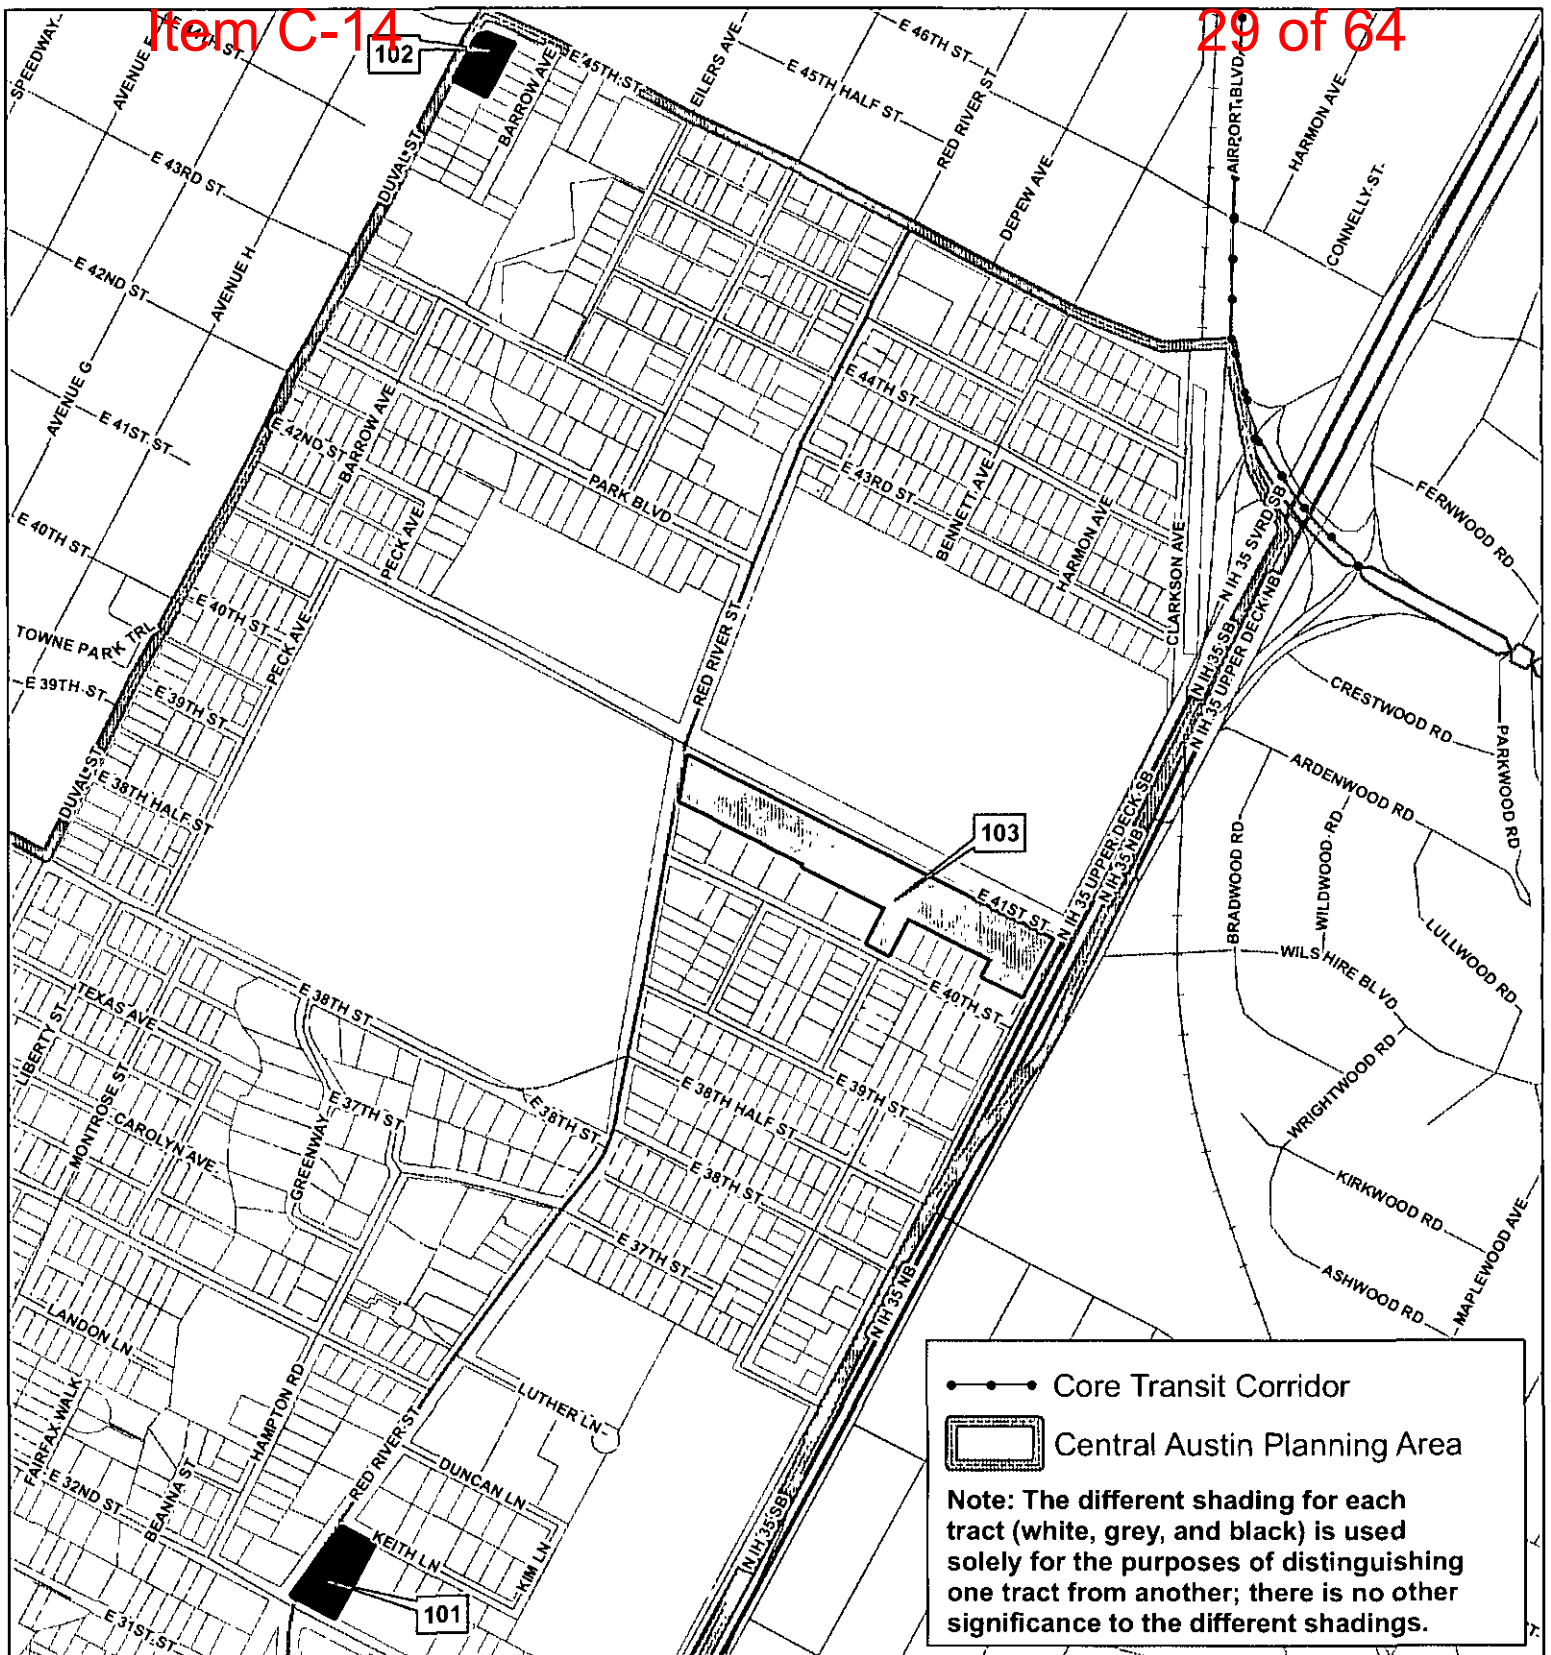 Item C-14
29 of 64
102
SPEEDWAY
AVENUE F
E 45TH ST
BARROW AVE
EILERS AVE
E 46TH ST
E 45TH HALF ST
RED RIVER ST
AIRPORT BLVD
HARMON AVE
CONNELLY ST
DEPEW AVE
E 43RD ST
DUVAL ST
E 42ND ST
AVENUE H
AVENUE G
E 41ST ST
E 42ND ST
BARROW AVE
E 44TH ST
E 43RD ST
PARK BLVD
PECK AVE
BENNETT AVE
HARMON AVE
CLARKSON AVE
N IH 35 SVRD SB
N IH 35 SB
N IH 35 UPPER DECK NB
FERNWOOD RD
E 40TH ST
E 40TH ST
TOWNE PARK TRL
PECK AVE
RED RIVER ST
E 39TH ST
E 39TH ST
N IH 35 UPPER DECK NB
CRESTWOOD RD
PARKWOOD RD
ARDENWOOD RD
DUVAL ST
E 38TH HALF ST
103
E 41ST ST
N IH 35 UPPER DECK SB
N IH 35 NB
BRADWOOD RD
WILDWOOD RD
LULLWOOD RD
WILSHIRE BLVD
E 40TH ST
E 38TH ST
TEXAS AVE
LIBERTY ST
MONTROSE ST
CAROLYN AVE
GREENWAY
E 37TH ST
E 38TH ST
E 38TH HALF ST
E 39TH ST
E 38TH ST
E 37TH ST
WRIGHTWOOD RD
KIRKWOOD RD
ASHWOOD RD
MAPLEWOOD AVE
N IH 35 NB
LANDON LN
FAIRFAX WALK
HAMPTON RD
LUTHER LN
RED RIVER ST
DUNCAN LN
E 32ND ST
BEANNA ST
KEITH LN
KIM LN
N IH 35 SB
E 31ST ST
101
Core Transit Corridor
Central Austin Planning Area
Note: The different shading for each
tract (white, grey, and black) is used
solely for the purposes of distinguishing
one tract from another; there is no other
significance to the different shadings.